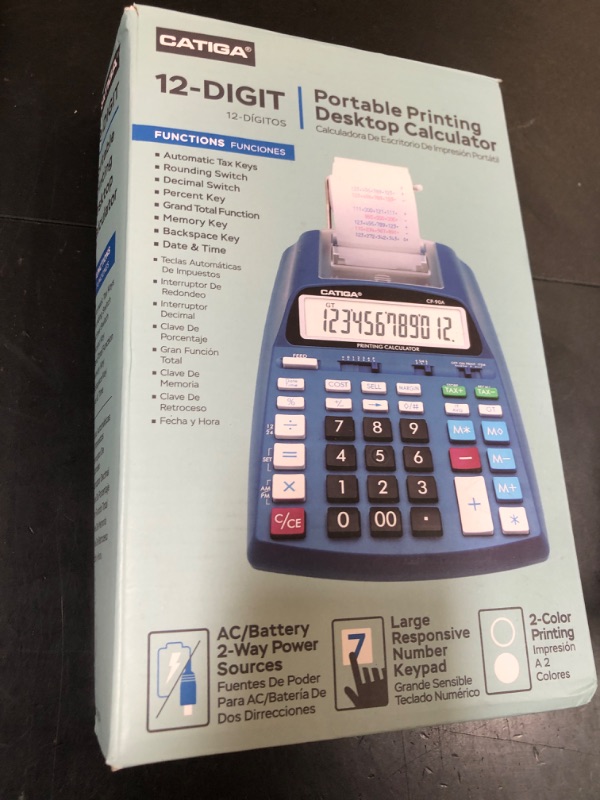 CATIGA®
12-DIGIT
12-DÍGITOS
Portable Printing
Desktop Calculator
Calculadora De Escritorio De Impresión Portátil
FUNCTIONS FUNCIONES
Automatic Tax Keys
Rounding Switch
Decimal Switch
Percent Key
Grand Total Function
Memory Key
Backspace Key
Date & Time
Teclas Automáticas
De Impuestos
Interruptor De
Redondeo
Interruptor
Decimal
Clave De
Porcentaje
Gran Función
Total
Clave De
Memoria
Clave De
Retroceso
Fecha y Hora
CATIGA®
CP-90A
GT
123456789012.
PRINTING CALCULATOR
FEED
COST SELL MARGIN TAX+ TAX-
% GT
÷ 7 8 9 M* M◊
SET = 4 5 6 − M−
AM
PM × 1 2 3 + M+
C/CE 0 00 . *
AC/Battery
2-Way Power
Sources
Fuentes De Poder
Para AC/Batería De
Dos Dirrecciones
7
Large
Responsive
Number
Keypad
Grande Sensible
Teclado Numérico
2-Color
Printing
Impresión
A 2
Colores